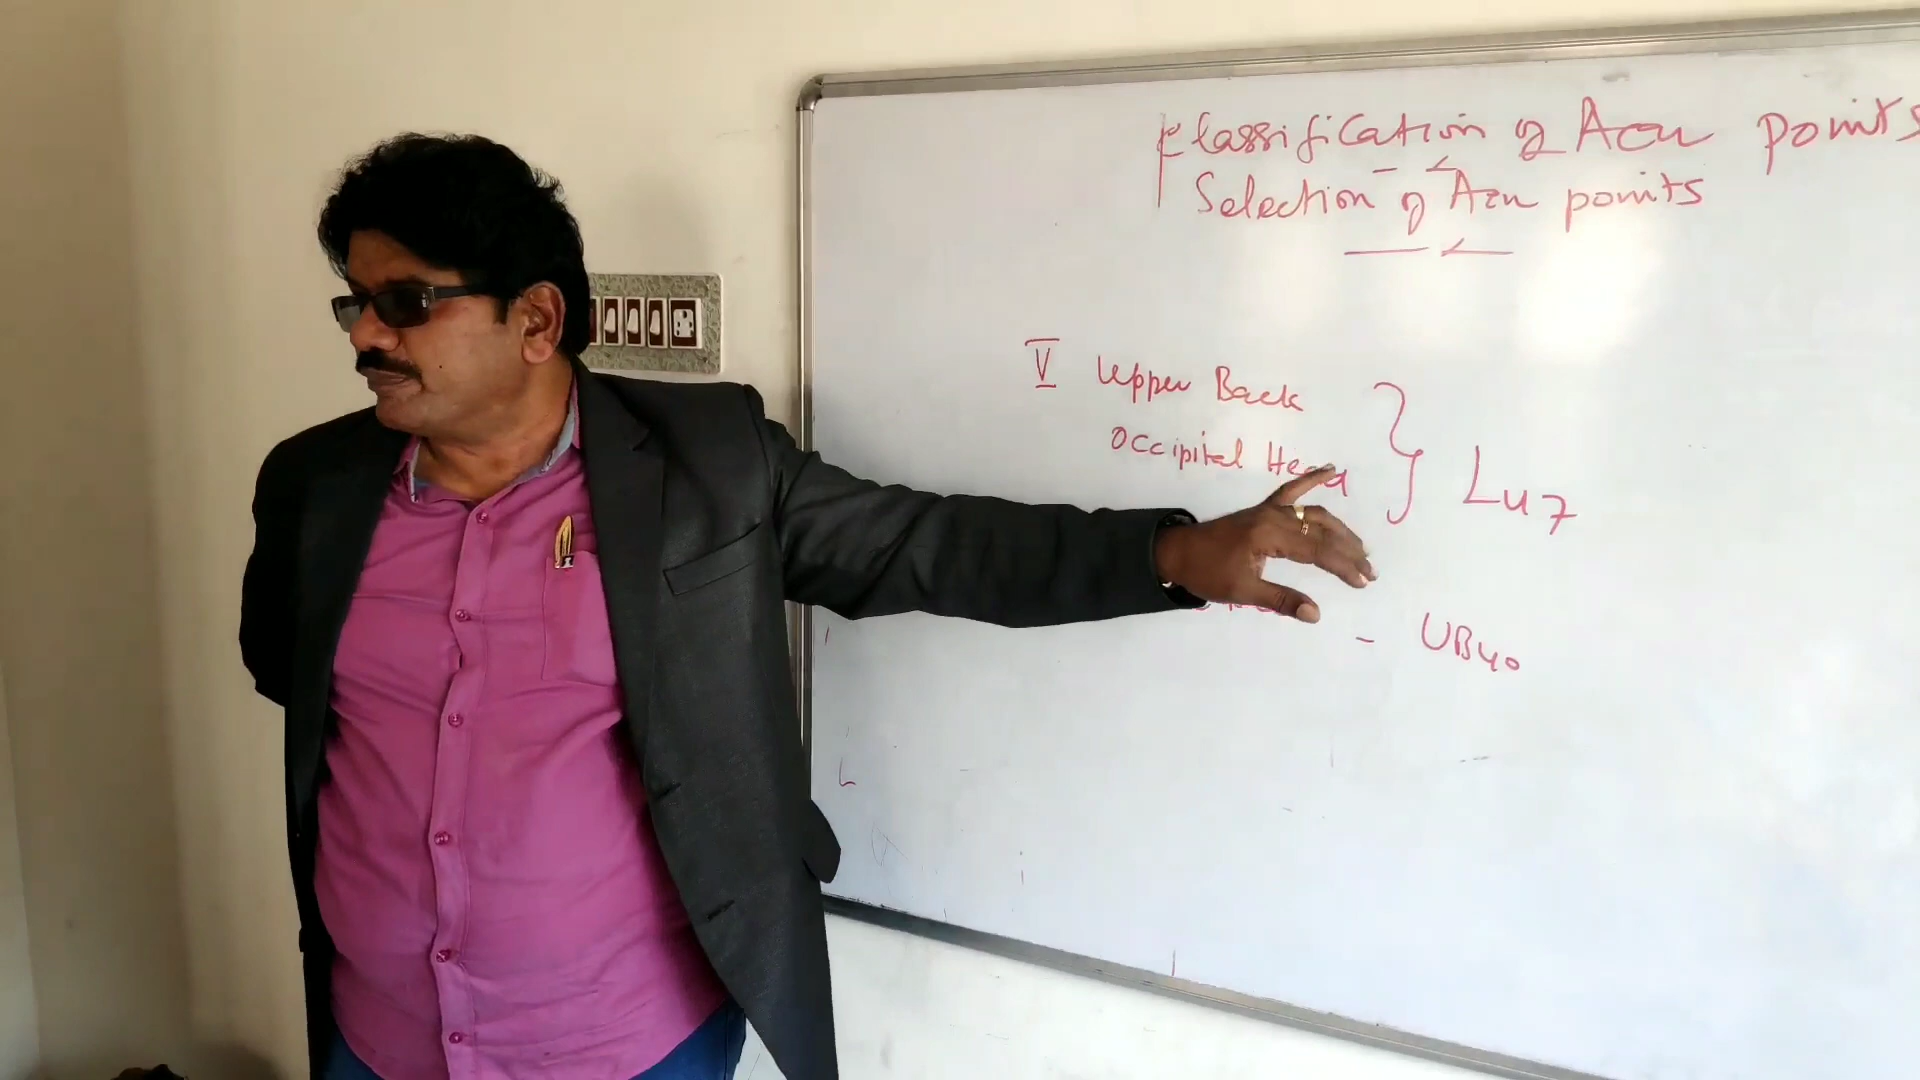 Classification of Acu points
Selection of Acu points
V Upper Back
Occipital Head
} Lu7
- UB40